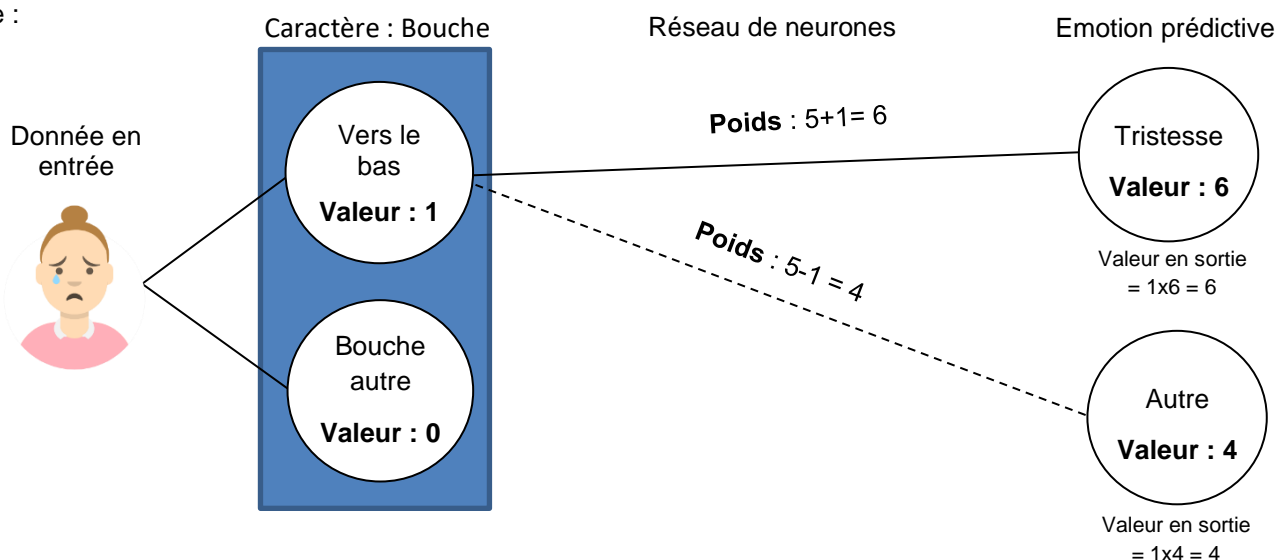 e :
Caractère : Bouche
Réseau de neurones
Emotion prédictive
Donnée en
entrée
Vers le
bas
Valeur : 1
Poids : 5+1= 6
Tristesse
Valeur : 6
Valeur en sortie
= 1x6 = 6
Poids : 5-1 = 4
Bouche
autre
Valeur : 0
Autre
Valeur : 4
Valeur en sortie
= 1x4 = 4